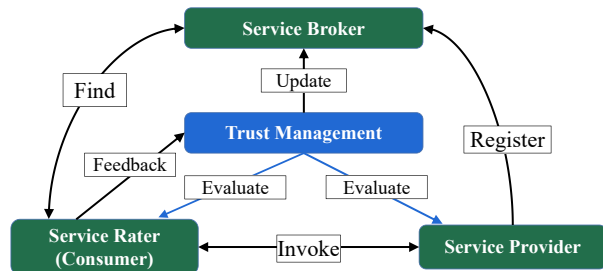 Service Broker
Find
Update
Trust Management
Register
Feedback
Evaluate
Evaluate
Service Rater
(Consumer)
Invoke
Service Provider